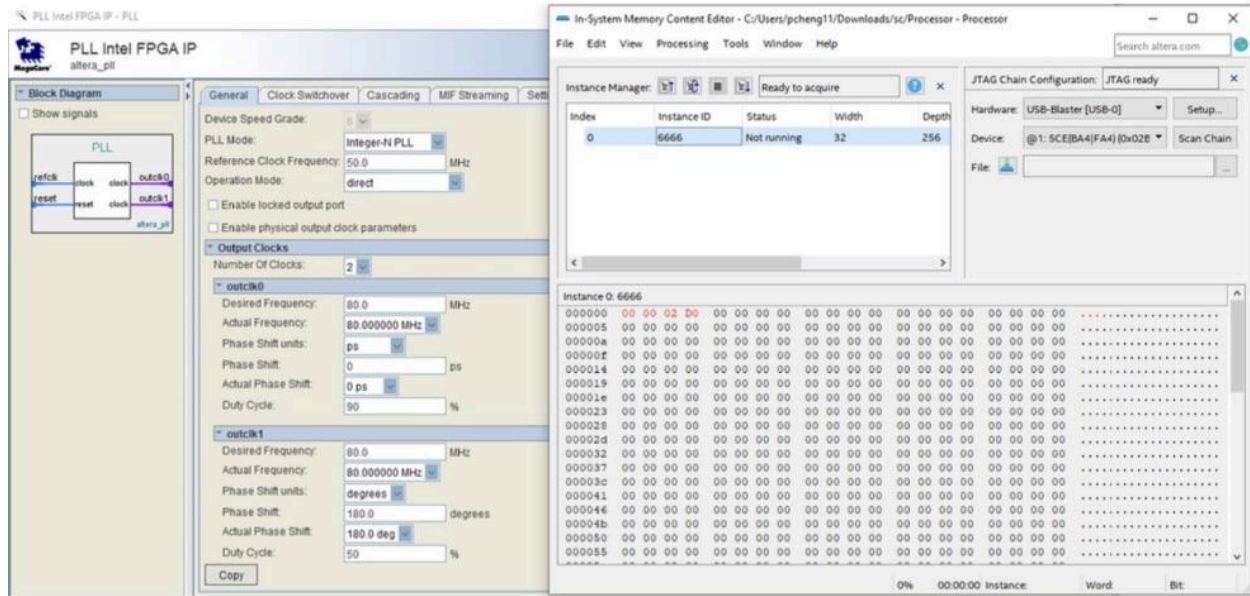 PLL Intel FPGA IP - PLL
PLL Intel FPGA IP
altera_pll
MegaCore
Block Diagram
Show signals
PLL
refclk
clock
clock
outclk0
reset
reset
clock
outclk1
altera_pll
General
Clock Switchover
Cascading
MIF Streaming
Setti
Device Speed Grade:
PLL Mode:
Integer-N PLL
Reference Clock Frequency:
50.0
MHz
Operation Mode:
direct
Enable locked output port
Enable physical output clock parameters
Output Clocks
Number Of Clocks:
2
outclk0
Desired Frequency:
80.0
MHz
Actual Frequency:
80.000000 MHz
Phase Shift units:
ps
Phase Shift:
0
ps
Actual Phase Shift:
0 ps
Duty Cycle:
90
%
outclk1
Desired Frequency:
80.0
MHz
Actual Frequency:
80.000000 MHz
Phase Shift units:
degrees
Phase Shift:
180.0
degrees
Actual Phase Shift:
180.0 deg
Duty Cycle:
50
%
Copy
In-System Memory Content Editor - C:/Users/pcheng11/Downloads/sc/Processor - Processor
File Edit View Processing Tools Window Help
Search altera.com
Instance Manager:
Ready to acquire
Index Instance ID Status Width Depth
0 6666 Not running 32 256
JTAG Chain Configuration: JTAG ready
Hardware: USB-Blaster [USB-0] Setup...
Device: @1: 5CE(BA4|FA4) (0x02B Scan Chain
File: ...
Instance 0: 6666
000000 00 00 02 D0 00 00 00 00 00 00 00 00 00 00 00 00 00 00 00 00 ....................
000005 00 00 00 00 00 00 00 00 00 00 00 00 00 00 00 00 00 00 00 00 ....................
00000a 00 00 00 00 00 00 00 00 00 00 00 00 00 00 00 00 00 00 00 00 ....................
00000f 00 00 00 00 00 00 00 00 00 00 00 00 00 00 00 00 00 00 00 00 ....................
000014 00 00 00 00 00 00 00 00 00 00 00 00 00 00 00 00 00 00 00 00 ....................
000019 00 00 00 00 00 00 00 00 00 00 00 00 00 00 00 00 00 00 00 00 ....................
00001e 00 00 00 00 00 00 00 00 00 00 00 00 00 00 00 00 00 00 00 00 ....................
000023 00 00 00 00 00 00 00 00 00 00 00 00 00 00 00 00 00 00 00 00 ....................
000028 00 00 00 00 00 00 00 00 00 00 00 00 00 00 00 00 00 00 00 00 ....................
00002d 00 00 00 00 00 00 00 00 00 00 00 00 00 00 00 00 00 00 00 00 ....................
000032 00 00 00 00 00 00 00 00 00 00 00 00 00 00 00 00 00 00 00 00 ....................
000037 00 00 00 00 00 00 00 00 00 00 00 00 00 00 00 00 00 00 00 00 ....................
00003c 00 00 00 00 00 00 00 00 00 00 00 00 00 00 00 00 00 00 00 00 ....................
000041 00 00 00 00 00 00 00 00 00 00 00 00 00 00 00 00 00 00 00 00 ....................
000046 00 00 00 00 00 00 00 00 00 00 00 00 00 00 00 00 00 00 00 00 ....................
00004b 00 00 00 00 00 00 00 00 00 00 00 00 00 00 00 00 00 00 00 00 ....................
000050 00 00 00 00 00 00 00 00 00 00 00 00 00 00 00 00 00 00 00 00 ....................
000055 00 00 00 00 00 00 00 00 00 00 00 00 00 00 00 00 00 00 00 00 ....................
0% 00:00:00 Instance: Word: Bit: